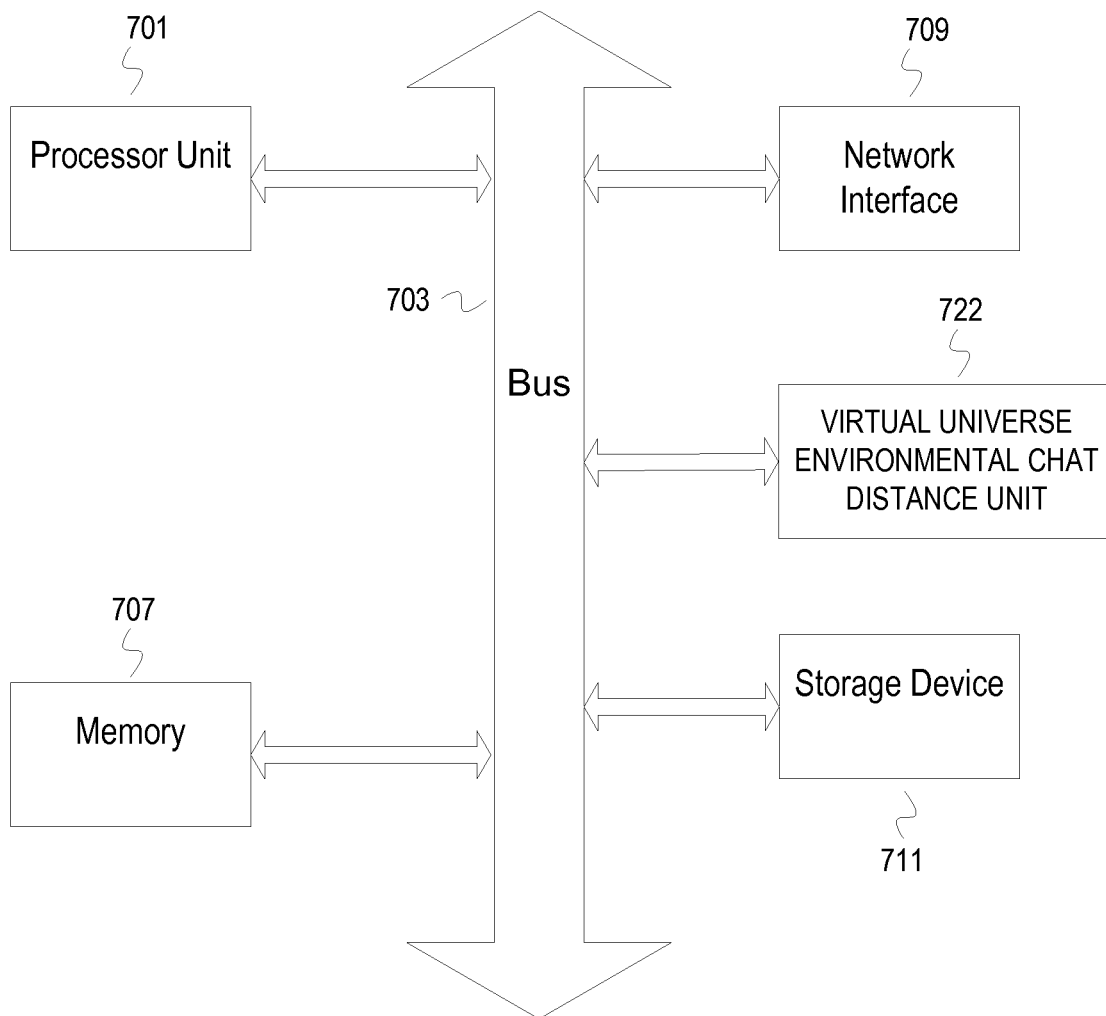 701
Processor Unit
709
Network
Interface
703
Bus
722
VIRTUAL UNIVERSE
ENVIRONMENTAL CHAT
DISTANCE UNIT
707
Memory
Storage Device
711